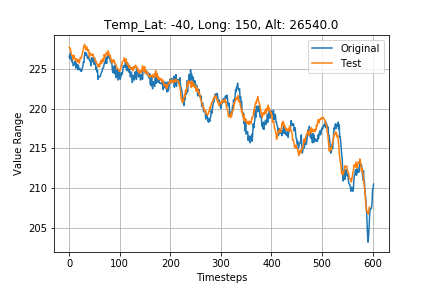 Temp_Lat: -40, Long: 150, Alt: 26540.0
Original
Test
Value Range
225
220
215
210
205
0 100 200 300 400 500 600
Timesteps